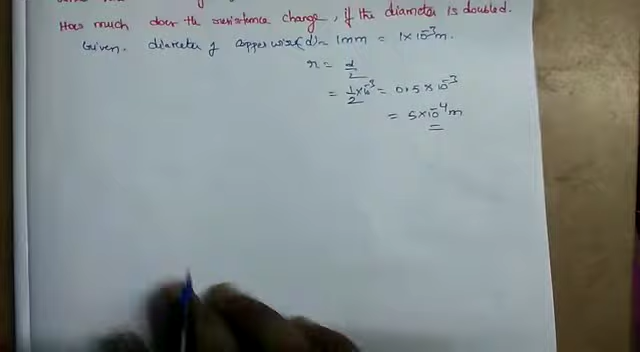 How much does the resistance change, if the diameter is doubled.
Given. diameter of copper wire(d) = 1mm = 1×10⁻³m.
r = d/2
= 1/2 ×10⁻³ = 0.5×10⁻³
= 5×10⁻⁴m